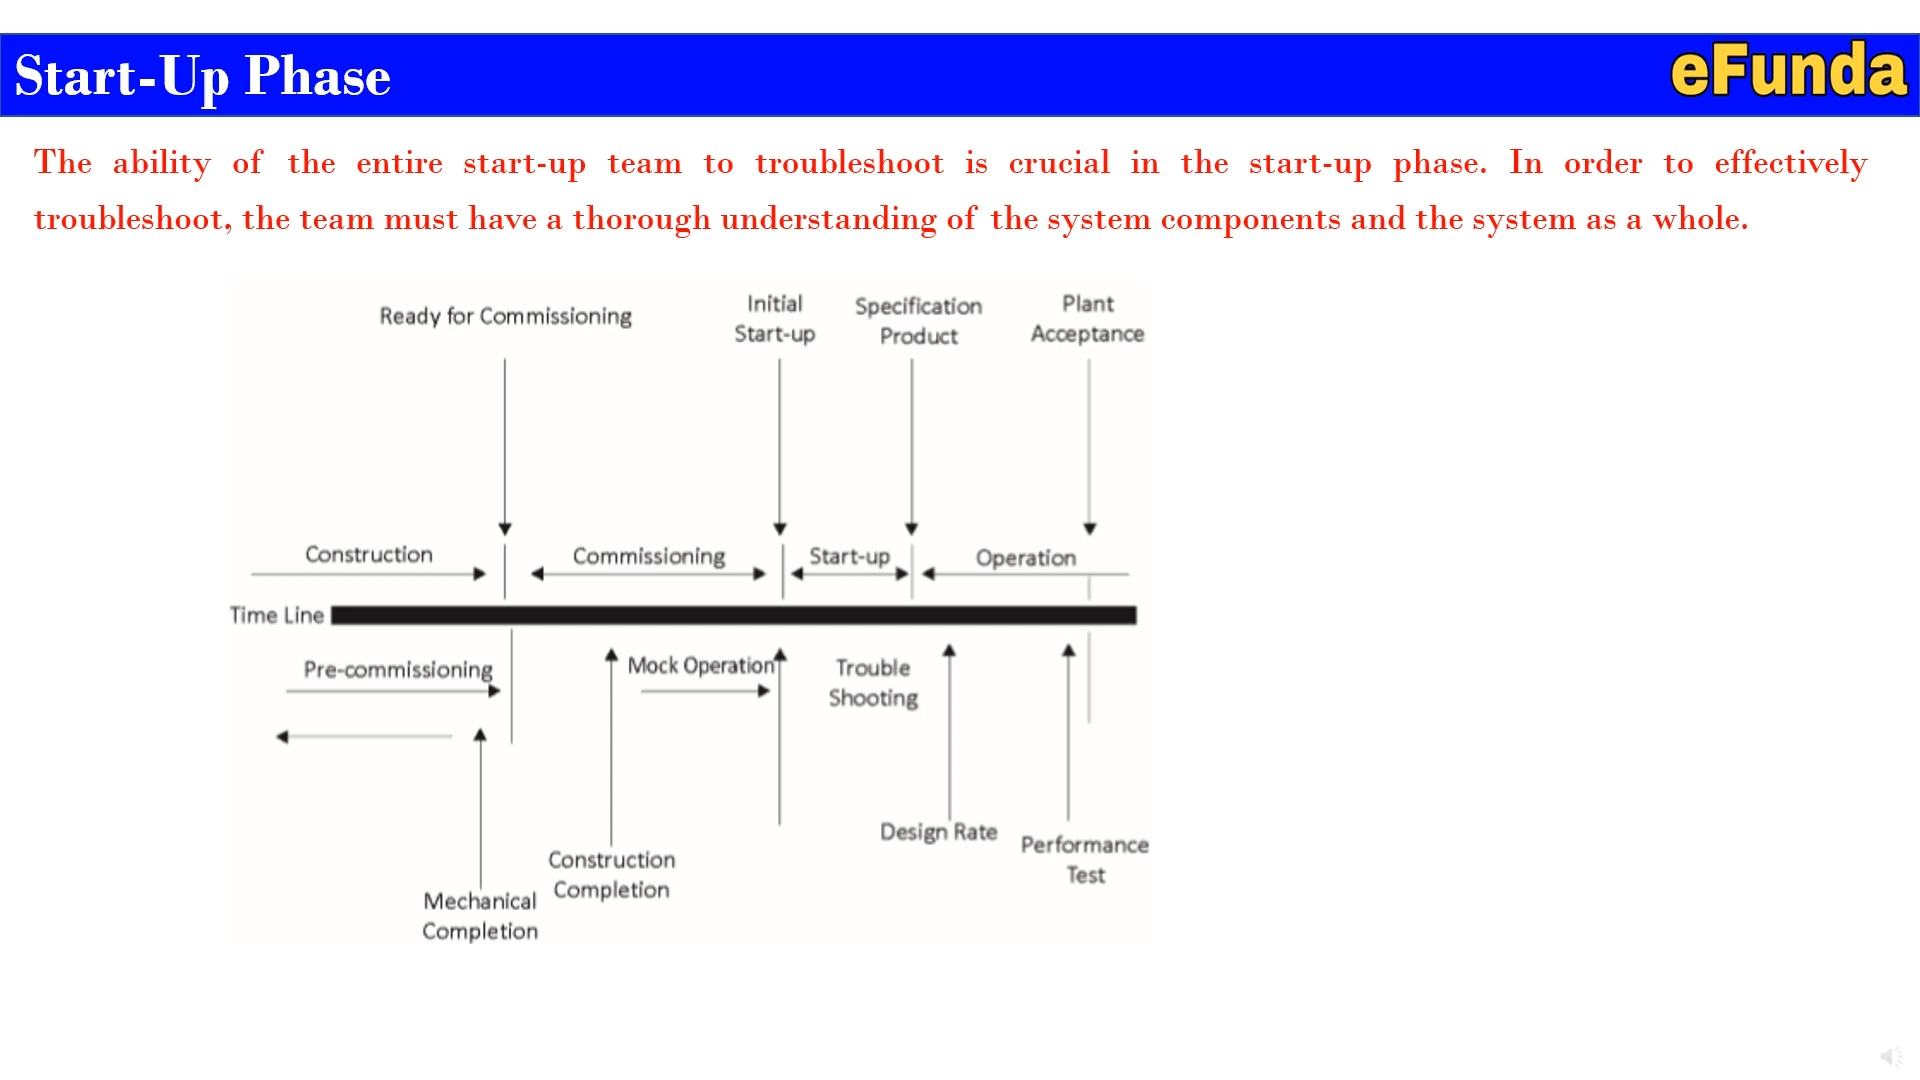 Start-Up Phase
eFunda
The ability of the entire start-up team to troubleshoot is crucial in the start-up phase. In order to effectively
troubleshoot, the team must have a thorough understanding of the system components and the system as a whole.
Ready for Commissioning
Initial
Start-up
Specification
Product
Plant
Acceptance
Construction
Commissioning
Start-up
Operation
Time Line
Pre-commissioning
Mock Operation
Trouble
Shooting
Design Rate
Performance
Test
Construction
Completion
Mechanical
Completion